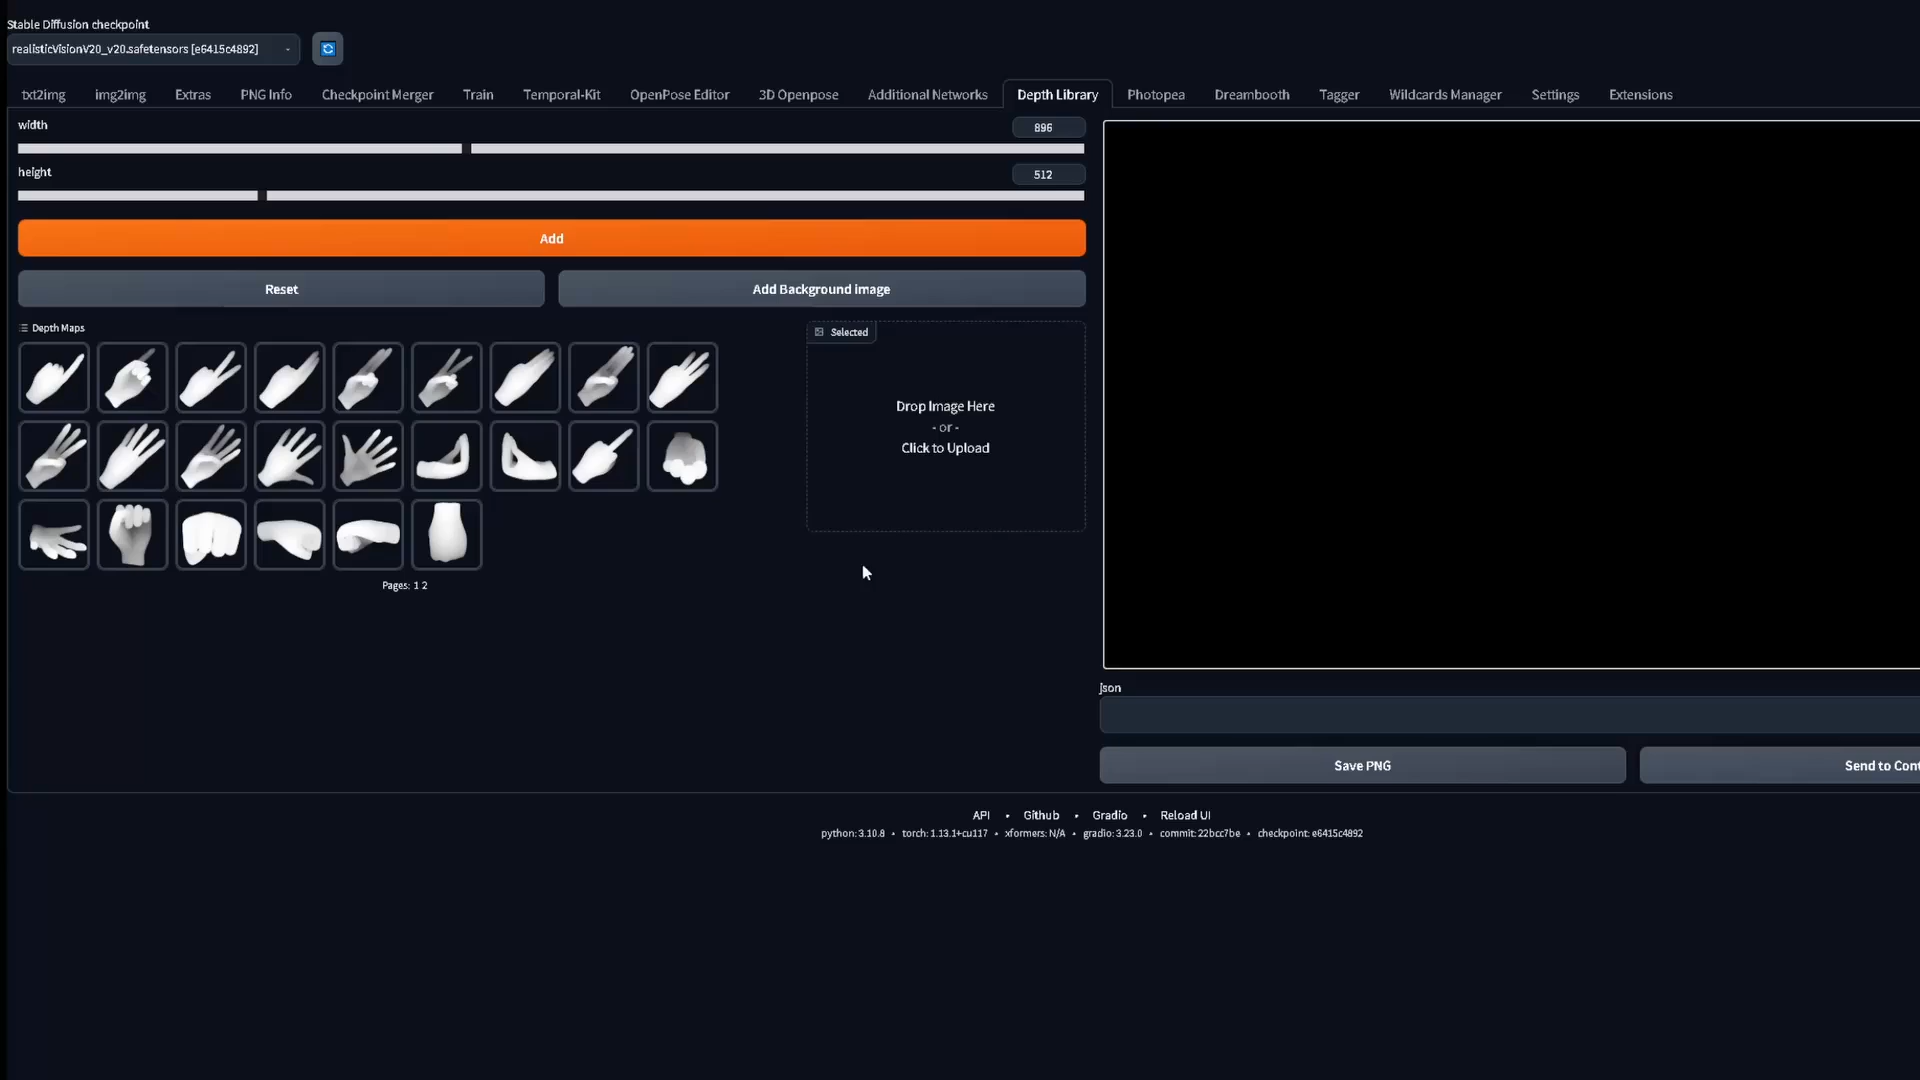 Stable Diffusion checkpoint
realisticVisionV20_v20.safetensors [e6415c4892]
txt2img img2img Extras PNG Info Checkpoint Merger Train Temporal-Kit OpenPose Editor 3D Openpose Additional Networks Depth Library Photopea Dreambooth Tagger Wildcards Manager Settings Extensions
width 896
height 512
Add
Reset Add Background image
Depth Maps
Selected
Drop Image Here
- or -
Click to Upload
Pages: 1 2
json
Save PNG Send to Cont
API • Github • Gradio • Reload UI
python: 3.10.8 • torch: 1.13.1+cu117 • xformers: N/A • gradio: 3.23.0 • commit: 22bcc7be • checkpoint: e6415c4892